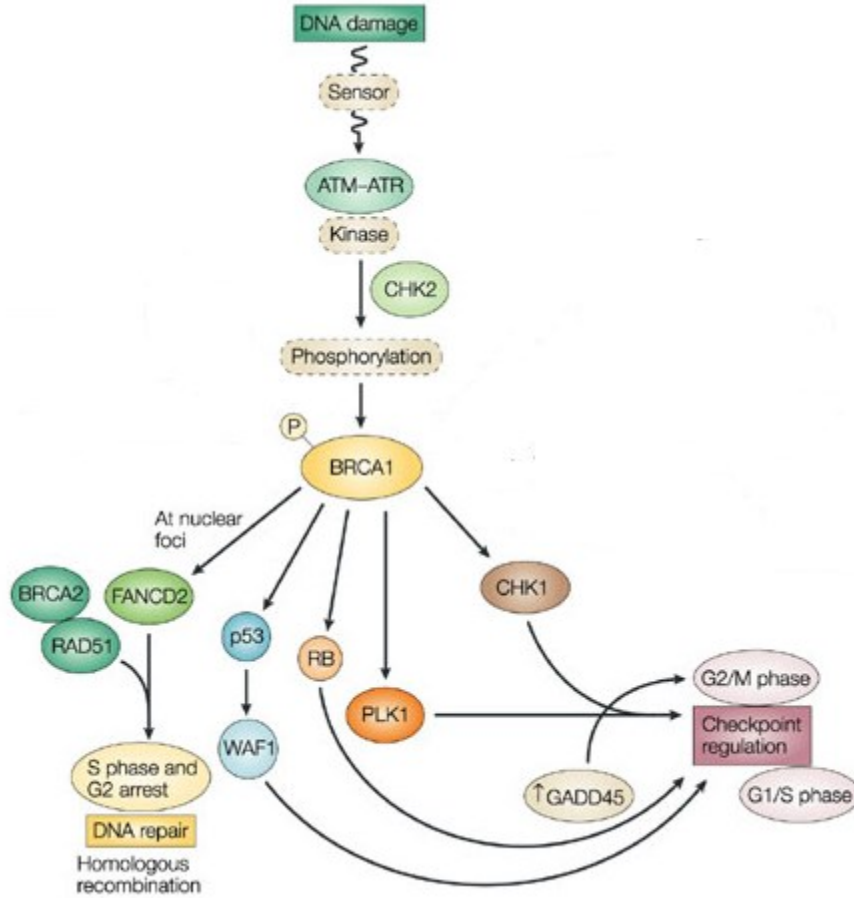 DNA damage
Sensor
ATM–ATR
Kinase
CHK2
Phosphorylation
P
BRCA1
At nuclear
foci
BRCA2
FANCD2
RAD51
p53
RB
CHK1
PLK1
WAF1
G2/M phase
Checkpoint
regulation
G1/S phase
↑GADD45
S phase and
G2 arrest
DNA repair
Homologous
recombination